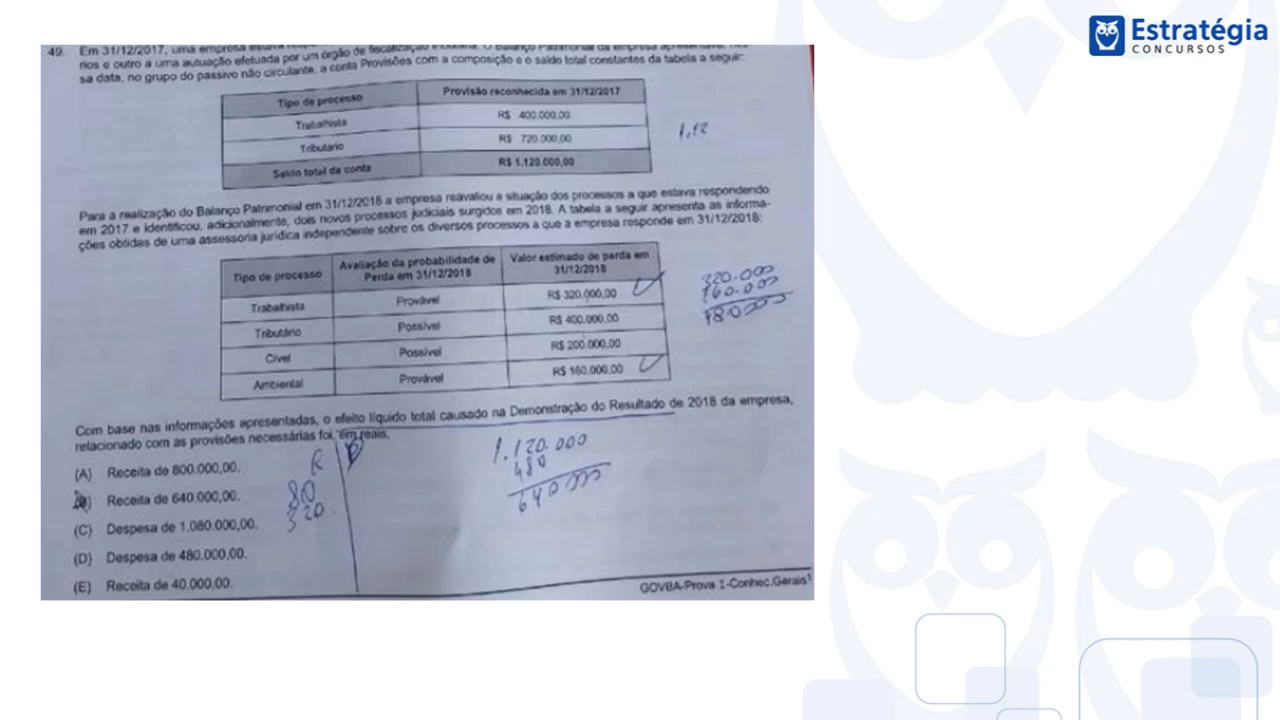 Estratégia
CONCURSOS
49. Em 31/12/2017, uma empresa
rios e outro a uma autuação efetuada por um órgão de fiscalização
sa data, no grupo do passivo não circulante, a conta Provisões com a composição e o saldo total constantes da tabela a seguir:
Tipo de processo Provisão reconhecida em 31/12/2017
Trabalhista R$ 400.000,00
Tributário R$ 720.000,00
Saldo total da conta R$ 1.120.000,00
1,12
Para a realização do Balanço Patrimonial em 31/12/2018 a empresa reavaliou a situação dos processos a que estava respondendo
em 2017 e identificou, adicionalmente, dois novos processos judiciais surgidos em 2018. A tabela a seguir apresenta as informa-
ções obtidas de uma assessoria jurídica independente sobre os diversos processos a que a empresa responde em 31/12/2018:
Tipo de processo Avaliação da probabilidade de Perda em 31/12/2018 Valor estimado de perda em 31/12/2018
Trabalhista Provável R$ 320.000,00
Tributário Possível R$ 400.000,00
Cível Possível R$ 200.000,00
Ambiental Provável R$ 160.000,00
320.000
160.000
Com base nas informações apresentadas, o efeito líquido total causado na Demonstração do Resultado de 2018 da empresa,
relacionado com as provisões necessárias foi, em reais,
(A) Receita de 800.000,00.
Receita de 640.000,00.
(C) Despesa de 1.080.000,00.
(D) Despesa de 480.000,00.
(E) Receita de 40.000,00.
R
80
320
1.120.000
480
640 000
GOVBA-Prova 1-Conhec.Gerais1